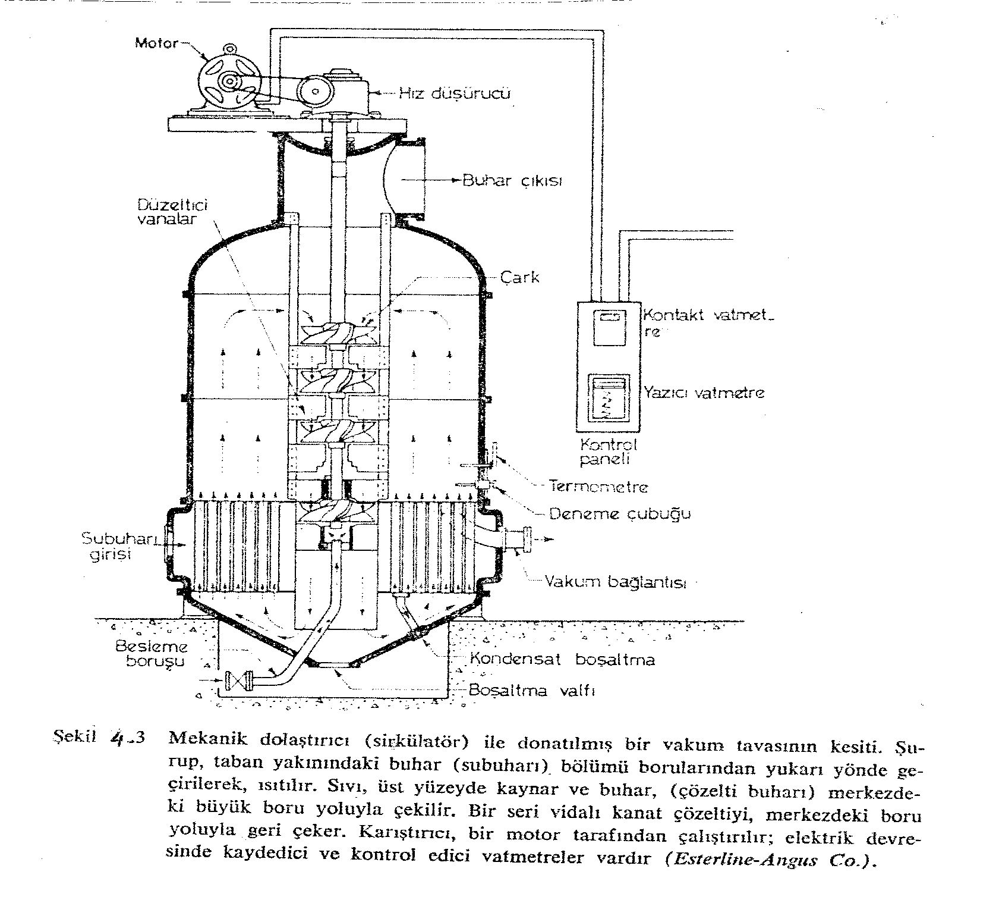 Motor
Hız düşürücü
Buhar çıkısı
Düzeltici
vanalar
Çark
Kontakt vatmet-
re
Yazıcı vatmetre
Kontrol
paneli
Termometre
Deneme çubuğu
Subuharı
girişi
Vakum bağlantısı
Besleme
boruşu
Kondensat boşaltma
Boşaltma valfı
Şekil 4.3 Mekanik dolaştırıcı (sirkülatör) ile donatılmış bir vakum tavasının kesiti. Şu-
rup, taban yakınındaki buhar (subuharı) bölümü borularından yukarı yönde ge-
çirilerek, ısıtılır. Sıvı, üst yüzeyde kaynar ve buhar, (çözelti buharı) merkezde-
ki büyük boru yoluyla çekilir. Bir seri vidalı kanat çözeltiyi, merkezdeki boru
yoluyla geri çeker. Karıştırıcı, bir motor tarafından çalıştırılır; elektrik devre-
sinde kaydedici ve kontrol edici vatmetreler vardır (Esterline-Angus Co.).